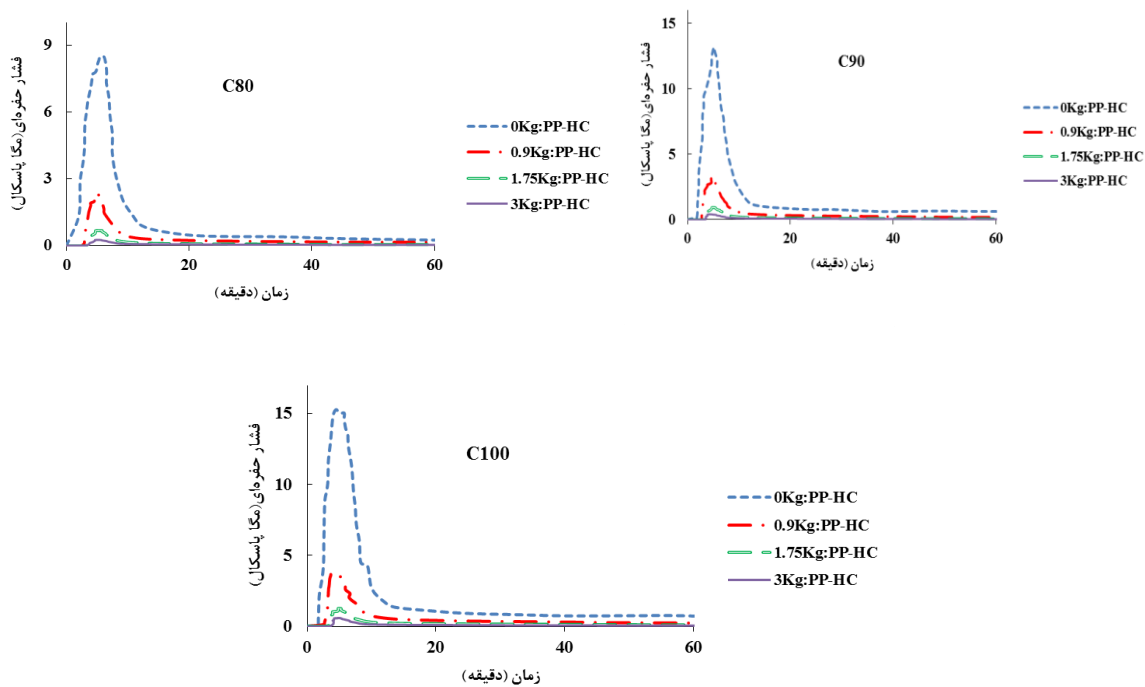 C80
فشار حفره‌ای(مگا پاسکال)
9
6
3
0
0 20 40 60
زمان (دقیقه)
0Kg:PP-HC
0.9Kg:PP-HC
1.75Kg:PP-HC
3Kg:PP-HC
C90
فشار حفره‌ای(مگا پاسکال)
15
10
5
0
0 20 40 60
زمان (دقیقه)
0Kg:PP-HC
0.9Kg:PP-HC
1.75Kg:PP-HC
3Kg:PP-HC
C100
فشار حفره‌ای(مگا پاسکال)
15
10
5
0
0 20 40 60
زمان (دقیقه)
0Kg:PP-HC
0.9Kg:PP-HC
1.75Kg:PP-HC
3Kg:PP-HC